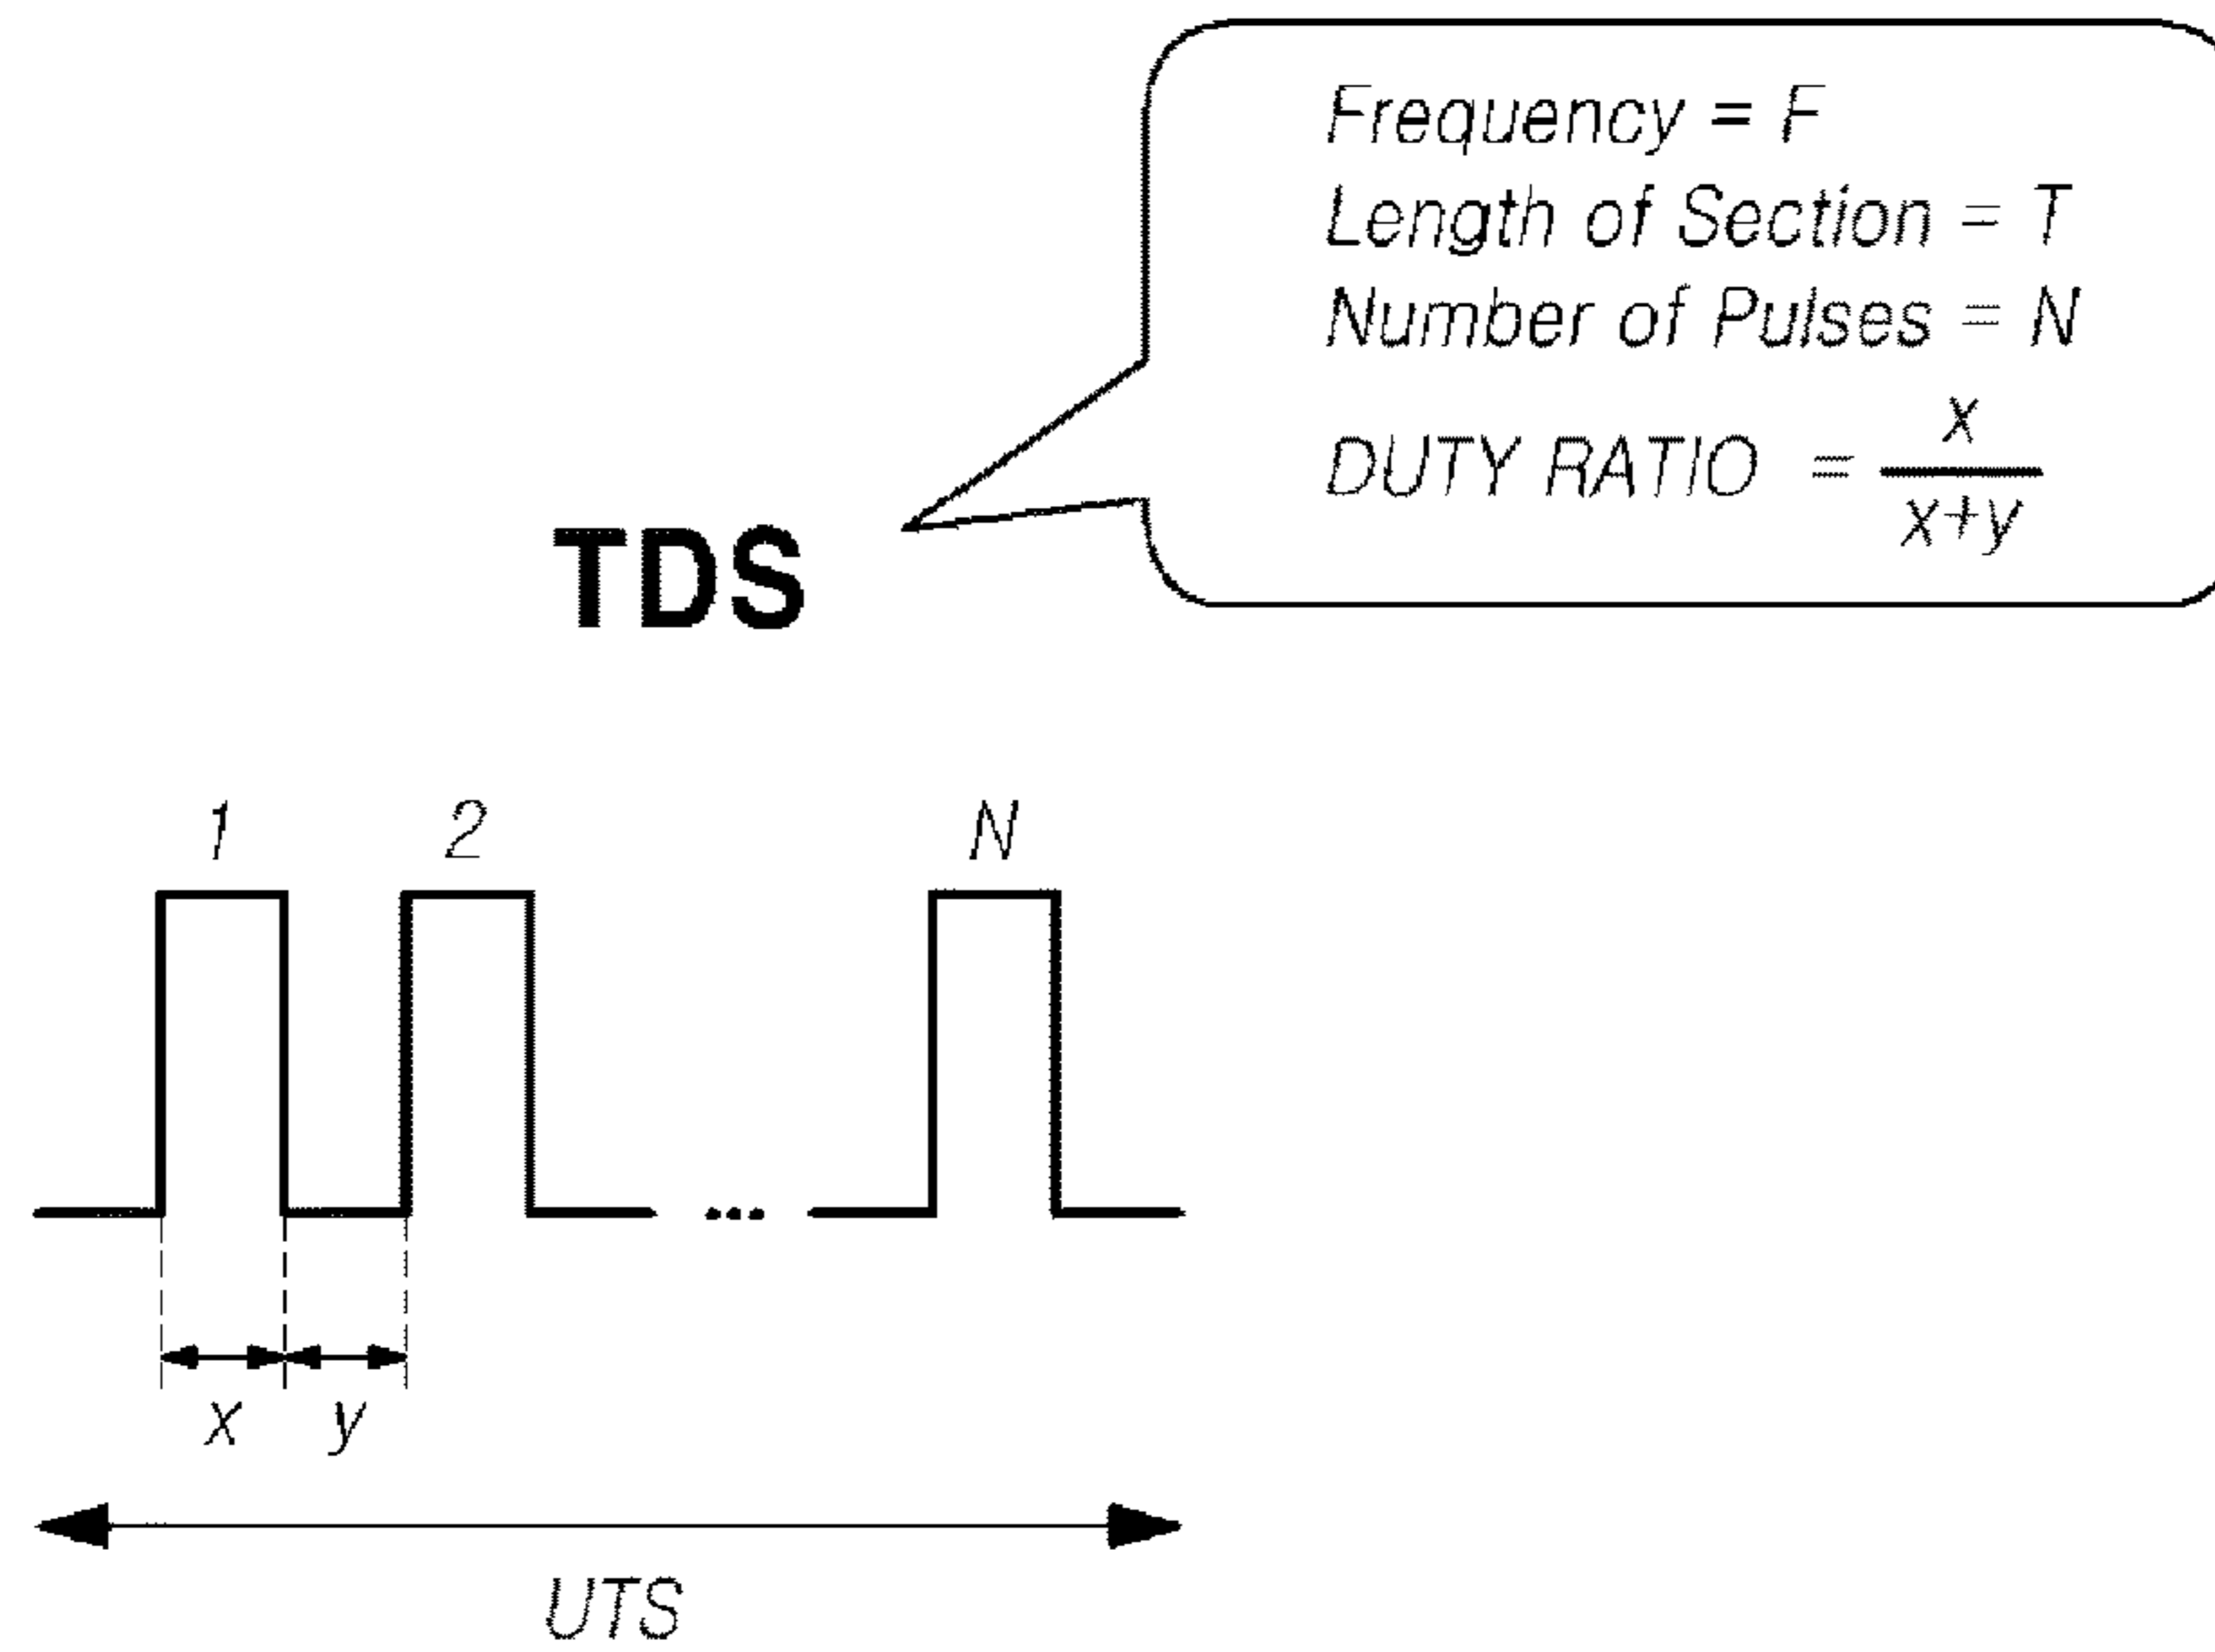 Frequency = F
Length of Section = T
Number of Pulses = N
DUTY RATIO = x
x+y
TDS
1 2 N
...
x y
UTS